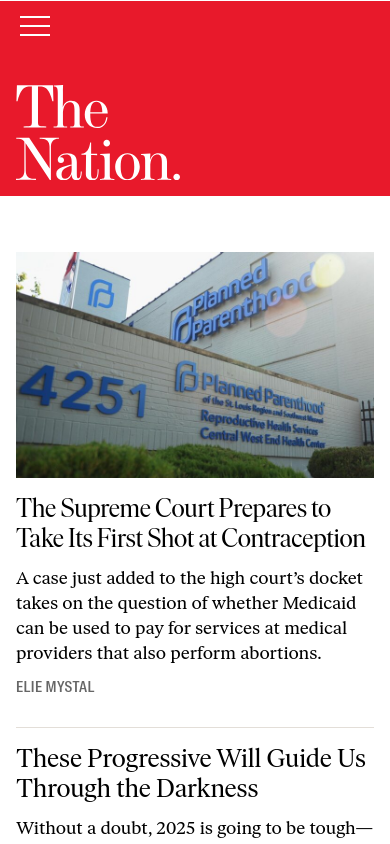 The
Nation.
Planned
Parenthood
4251
Planned Parenthood
of the St. Louis Region and Southwest Missouri
Reproductive Health Services
Central West End Health Center
The Supreme Court Prepares to
Take Its First Shot at Contraception
A case just added to the high court’s docket
takes on the question of whether Medicaid
can be used to pay for services at medical
providers that also perform abortions.
ELIE MYSTAL
These Progressive Will Guide Us
Through the Darkness
Without a doubt, 2025 is going to be tough—